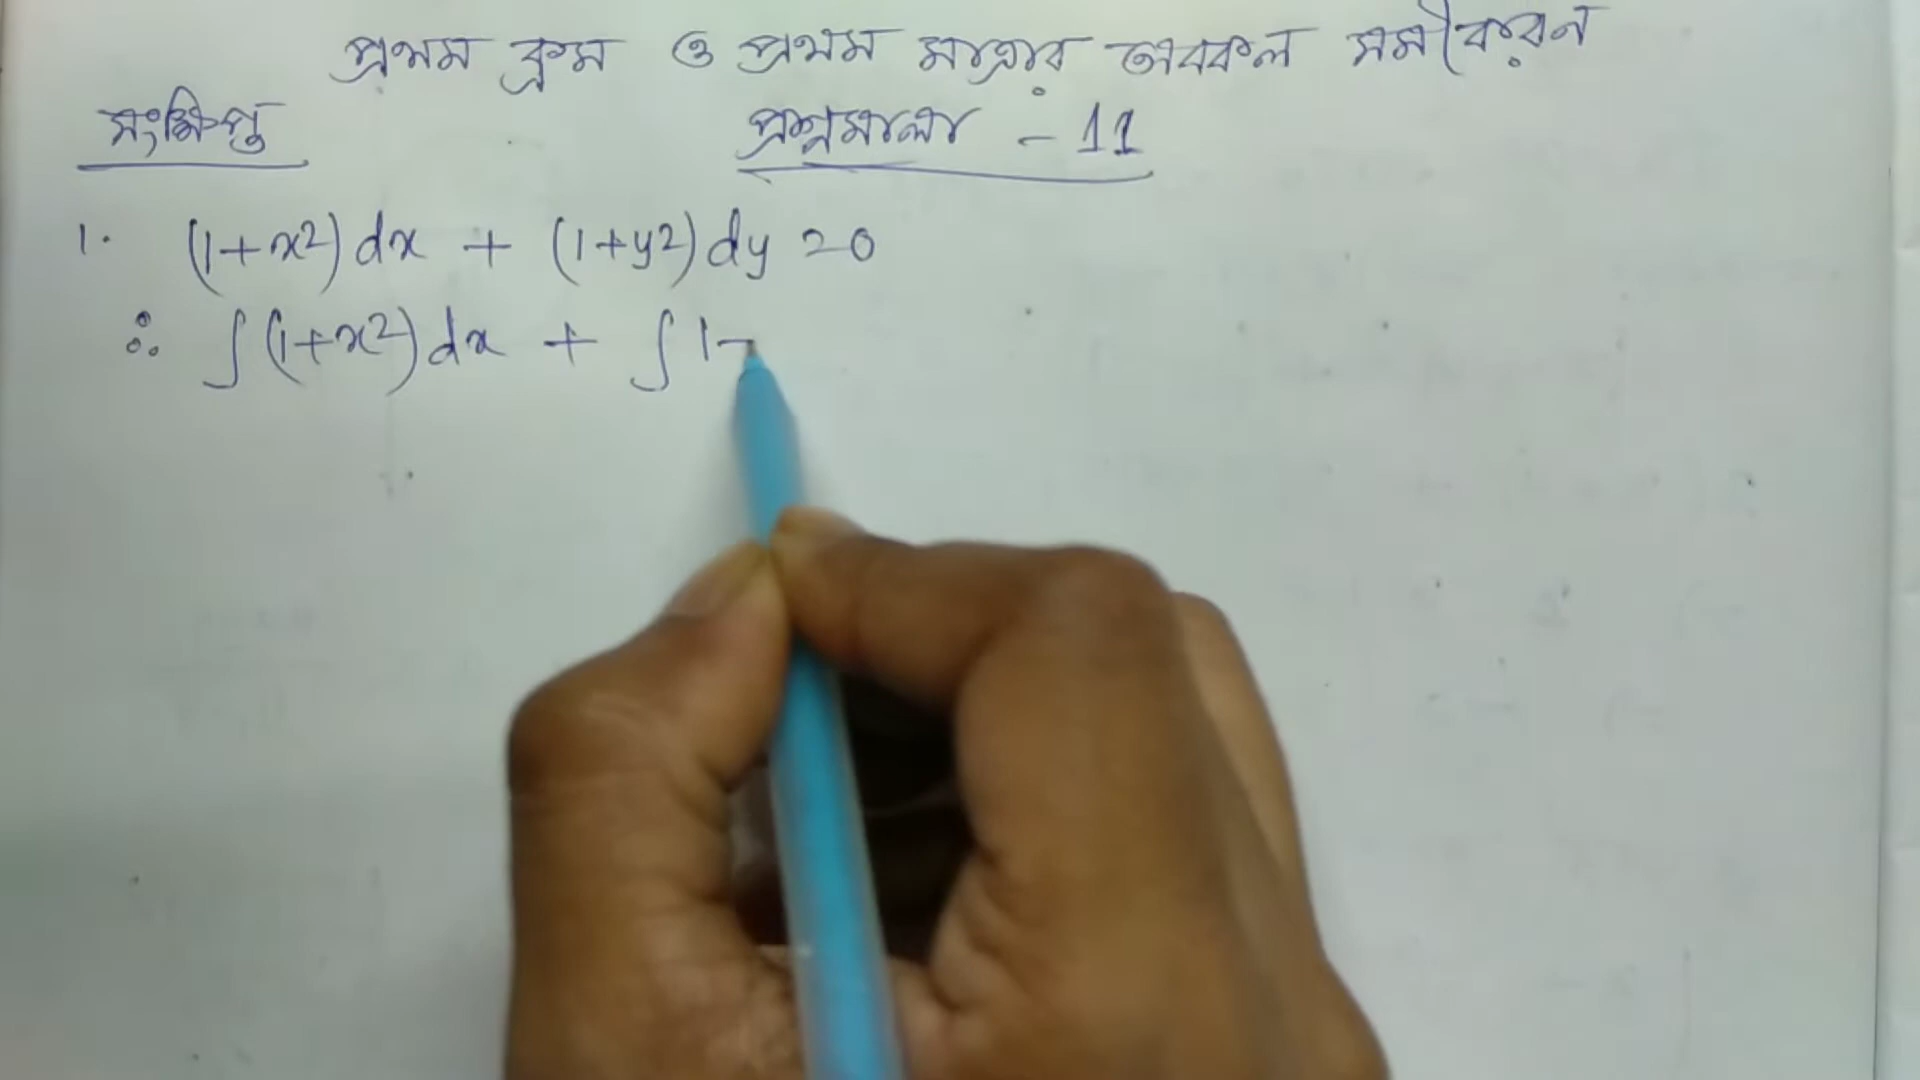 প্রথম ক্রম ও প্রথম মাত্রার অবকল সমীকরন
সংক্ষিপ্ত প্রশ্নমালা - 11
1. (1+x²)dx + (1+y²)dy = 0
∴ ∫(1+x²)dx + ∫1-